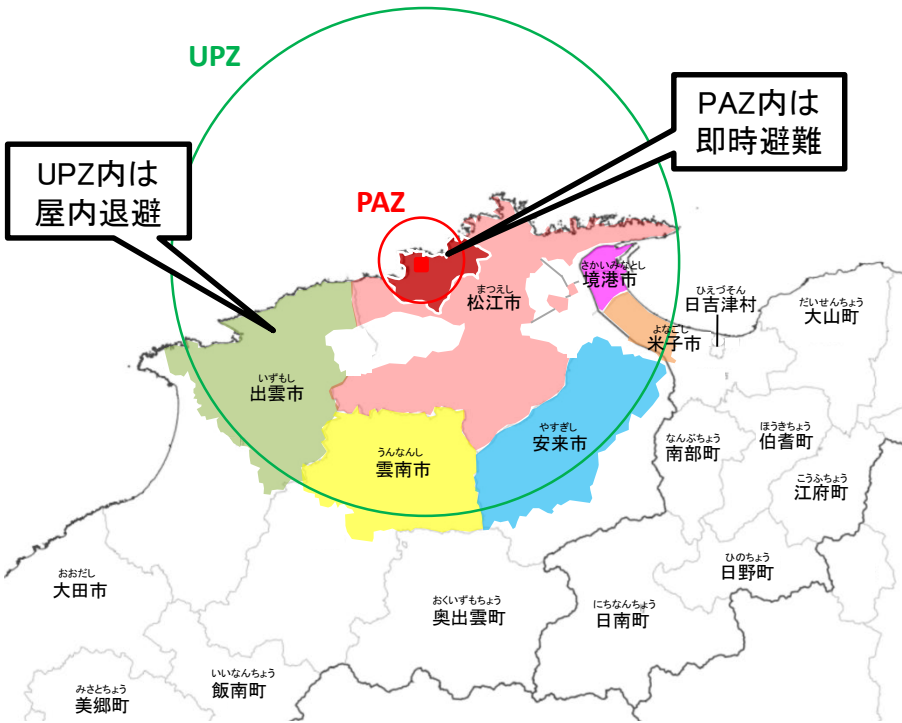 UPZ
PAZ内は
即時避難
UPZ内は
屋内退避
PAZ
さかいみなとし
境港市
ひえづそん
日吉津村
だいせんちょう
大山町
まつえし
松江市
よなごし
米子市
いずもし
出雲市
やすぎし
安来市
なんぶちょう
南部町
ほうきちょう
伯耆町
うんなんし
雲南市
こうふちょう
江府町
ひのちょう
日野町
おおだし
大田市
おくいずもちょう
奥出雲町
にちなんちょう
日南町
いいなんちょう
飯南町
みさとちょう
美郷町